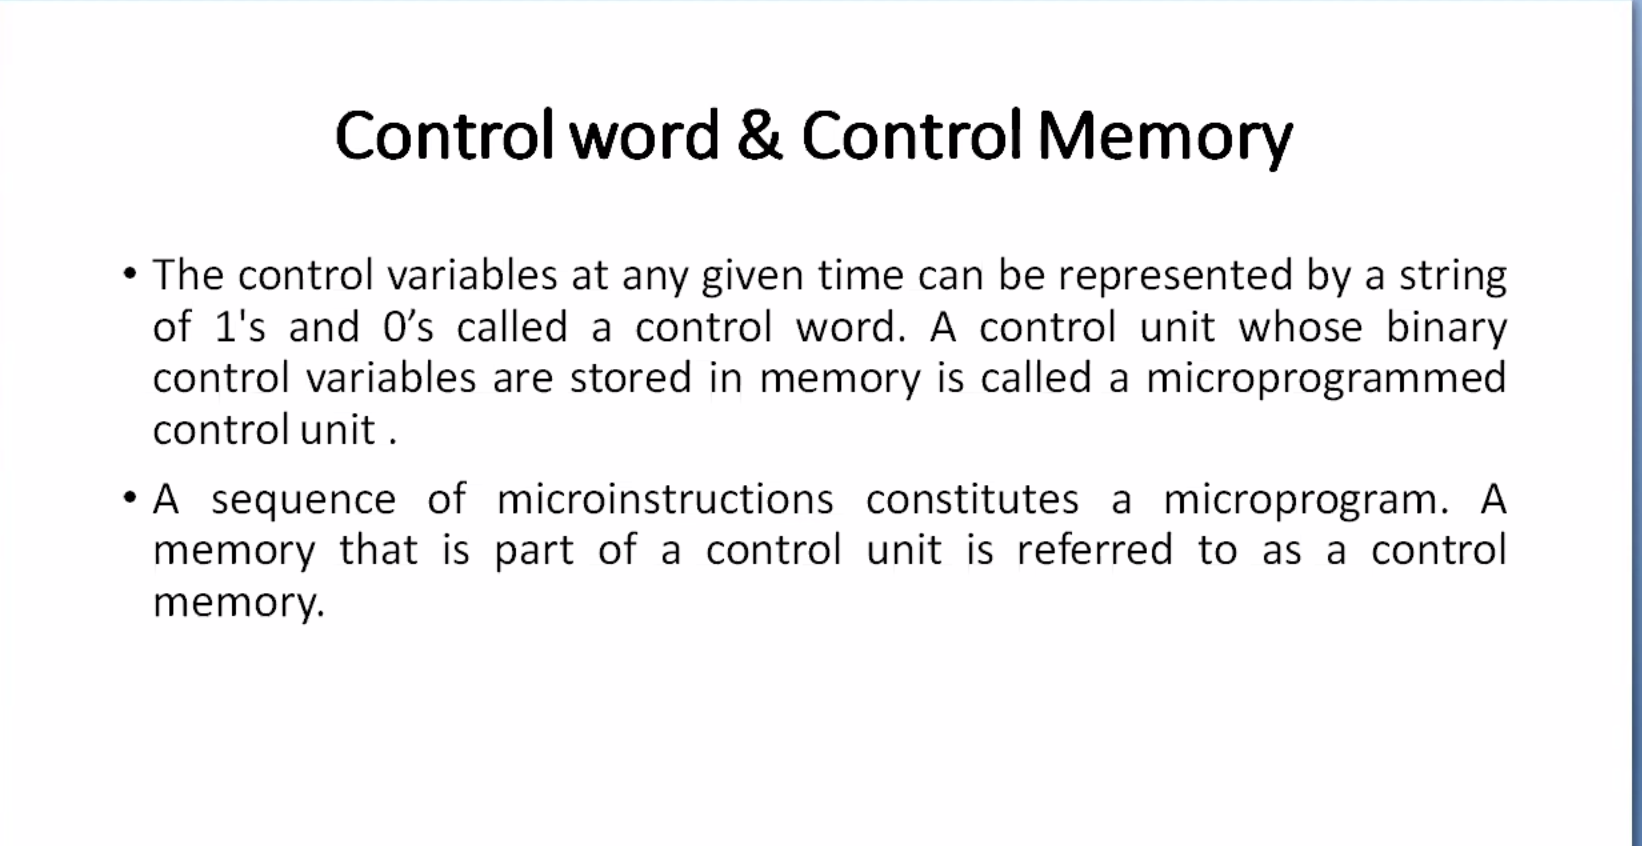 Control word & Control Memory
• The control variables at any given time can be represented by a string
of 1's and 0’s called a control word. A control unit whose binary
control variables are stored in memory is called a microprogrammed
control unit .
• A sequence of microinstructions constitutes a microprogram. A
memory that is part of a control unit is referred to as a control
memory.